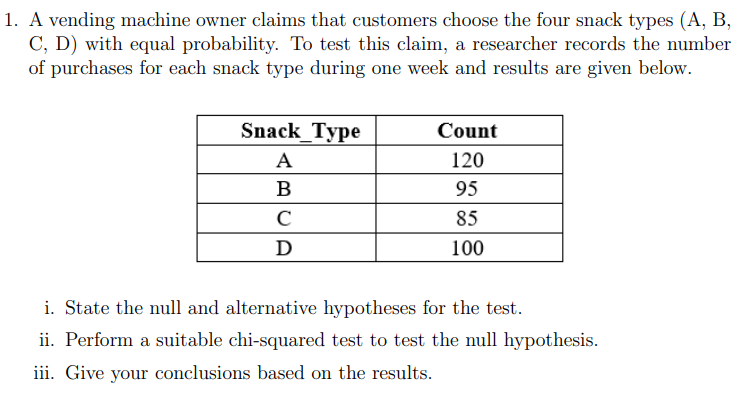 1. A vending machine owner claims that customers choose the four snack types (A, B,
C, D) with equal probability. To test this claim, a researcher records the number
of purchases for each snack type during one week and results are given below.
Snack_Type Count
A 120
B 95
C 85
D 100
i. State the null and alternative hypotheses for the test.
ii. Perform a suitable chi-squared test to test the null hypothesis.
iii. Give your conclusions based on the results.